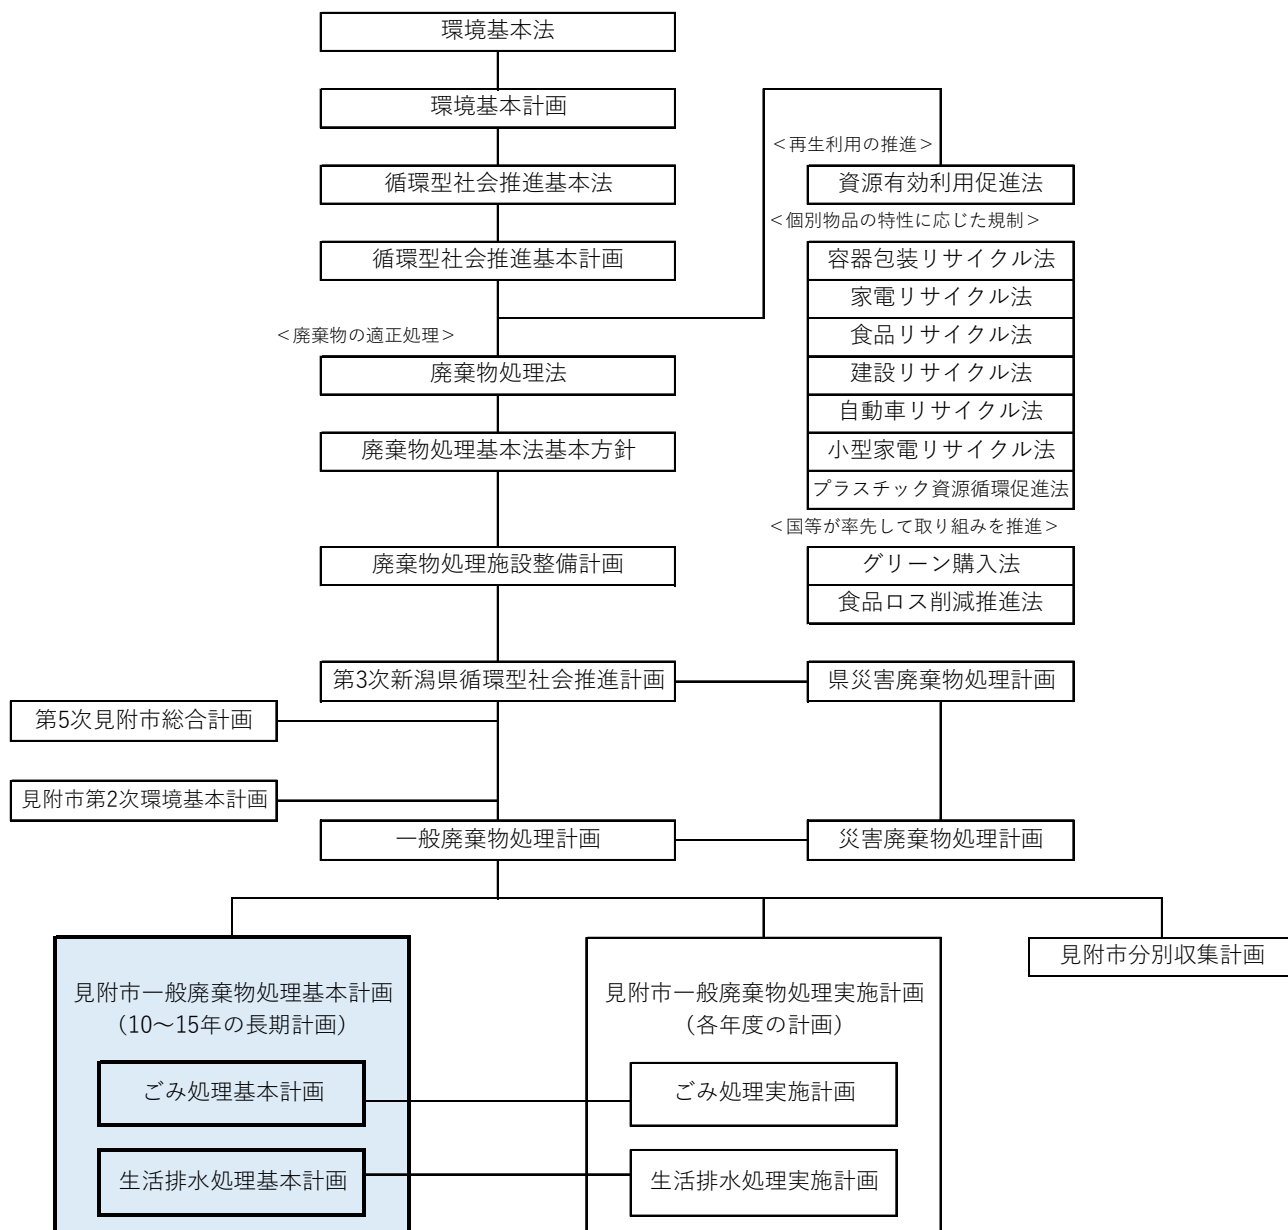 環境基本法
環境基本計画
循環型社会推進基本法
循環型社会推進基本計画
＜廃棄物の適正処理＞
廃棄物処理法
廃棄物処理基本法基本方針
廃棄物処理施設整備計画
＜再生利用の推進＞
資源有効利用促進法
＜個別物品の特性に応じた規制＞
容器包装リサイクル法
家電リサイクル法
食品リサイクル法
建設リサイクル法
自動車リサイクル法
小型家電リサイクル法
プラスチック資源循環促進法
＜国等が率先して取り組みを推進＞
グリーン購入法
食品ロス削減推進法
第3次新潟県循環型社会推進計画
県災害廃棄物処理計画
第5次見附市総合計画
見附市第2次環境基本計画
一般廃棄物処理計画
災害廃棄物処理計画
見附市一般廃棄物処理基本計画
（10～15年の長期計画）
ごみ処理基本計画
生活排水処理基本計画
見附市一般廃棄物処理実施計画
（各年度の計画）
ごみ処理実施計画
生活排水処理実施計画
見附市分別収集計画